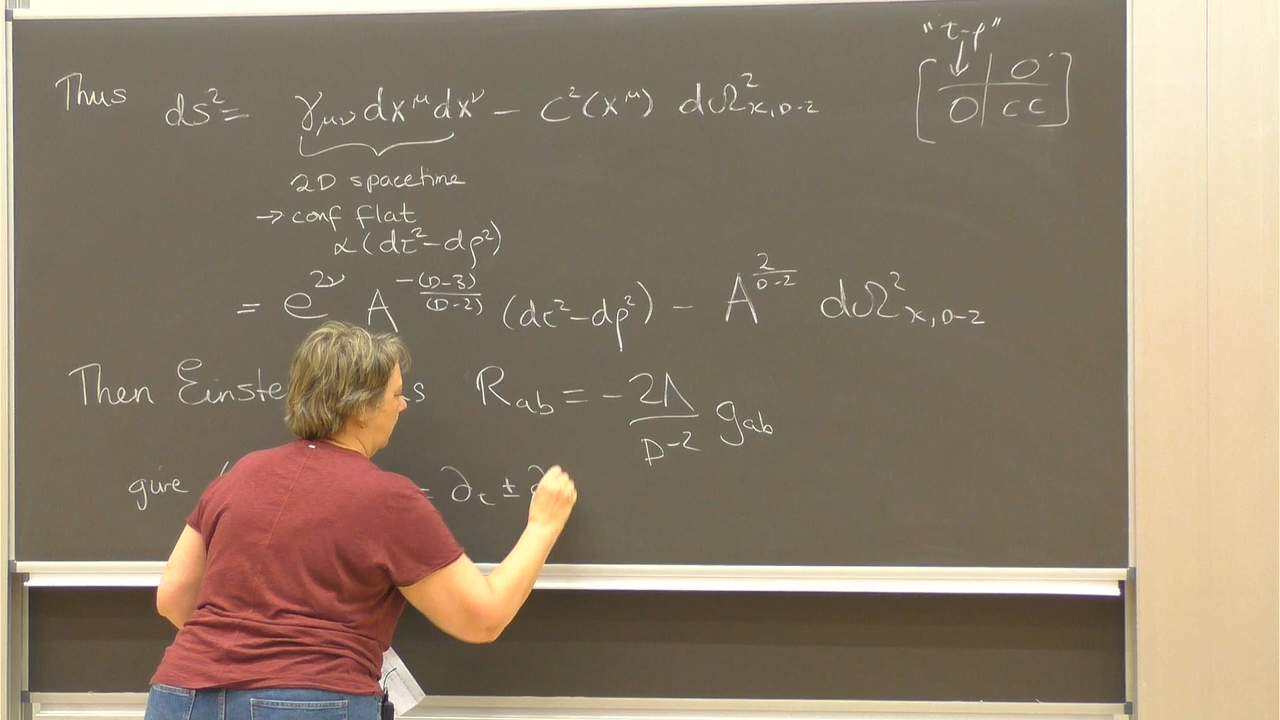 "τ-ρ"
Thus ds² = γ_μν dx^μ dx^ν - C²(x^μ) dΩ²_{x,D-2}
[ ↓ | 0 ; 0 | CC ]
2D spacetime
→ conf flat
α(dτ²-dρ²)
= e^{2ν} A^{-(D-3)/(D-2)} (dτ²-dρ²) - A^{2/(D-2)} dΩ²_{x,D-2}
Then R_ab = - 2Λ/(D-2) g_ab
give = ∂_τ ± ∂